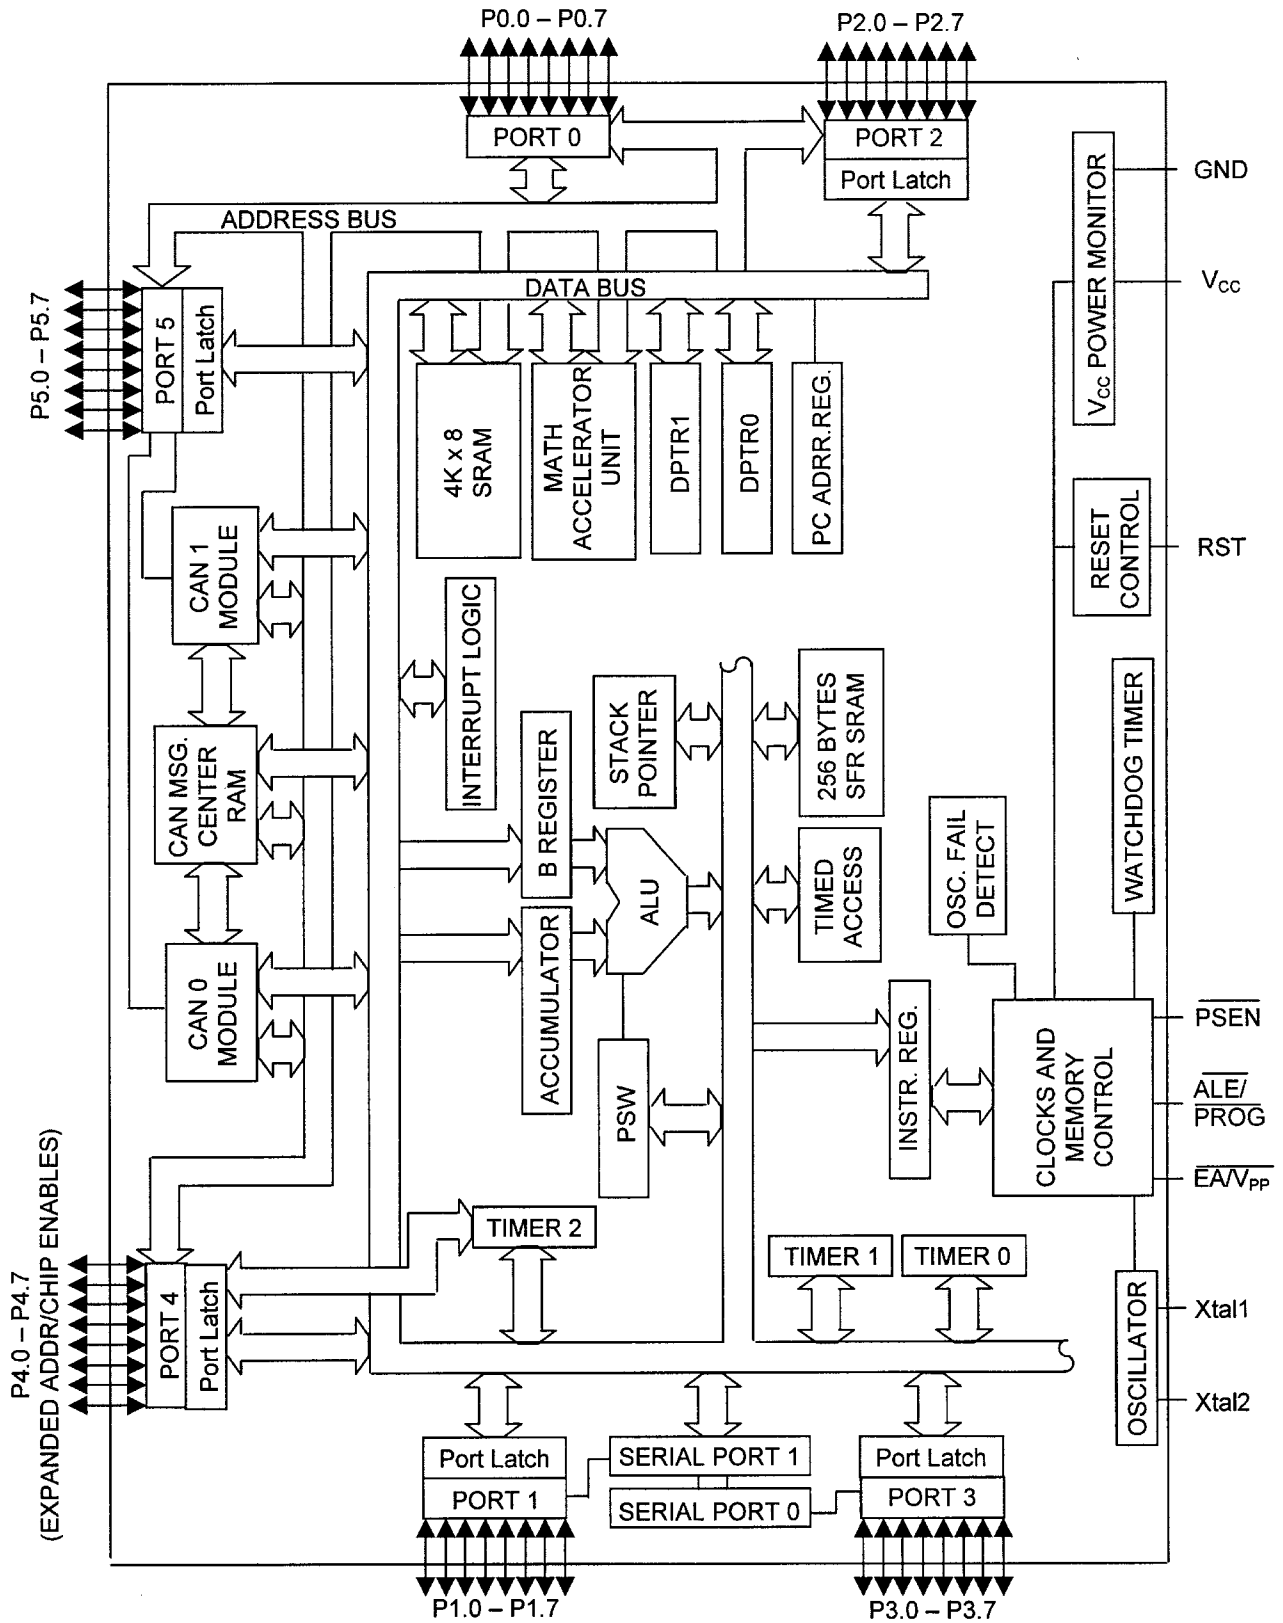 P0.0 – P0.7
P2.0 – P2.7
PORT 0
PORT 2
Port Latch
GND
VCC POWER MONITOR
VCC
ADDRESS BUS
DATA BUS
P5.0 – P5.7
PORT 5
Port Latch
4K x 8
SRAM
MATH
ACCELERATOR
UNIT
DPTR1
DPTR0
PC ADRR.REG.
RESET
CONTROL
RST
CAN 1
MODULE
INTERRUPT LOGIC
STACK
POINTER
256 BYTES
SFR SRAM
WATCHDOG TIMER
CAN MSG.
CENTER
RAM
B REGISTER
ALU
TIMED
ACCESS
OSC. FAIL
DETECT
CAN 0
MODULE
ACCUMULATOR
PSW
INSTR. REG.
CLOCKS AND
MEMORY
CONTROL
PSEN
ALE/
PROG
EA/VPP
P4.0 – P4.7
(EXPANDED ADDR/CHIP ENABLES)
PORT 4
Port Latch
TIMER 2
TIMER 1
TIMER 0
OSCILLATOR
Xtal1
Xtal2
Port Latch
PORT 1
SERIAL PORT 1
SERIAL PORT 0
Port Latch
PORT 3
P1.0 – P1.7
P3.0 – P3.7